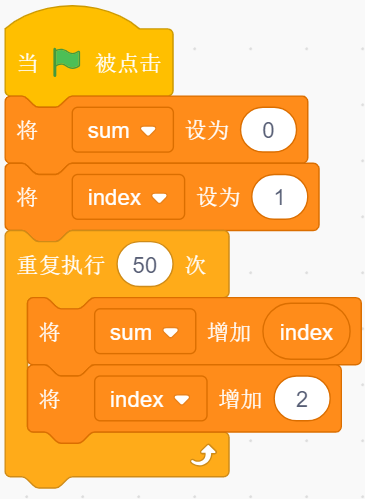 当 被点击
将 sum 设为 0
将 index 设为 1
重复执行 50 次
将 sum 增加 index
将 index 增加 2